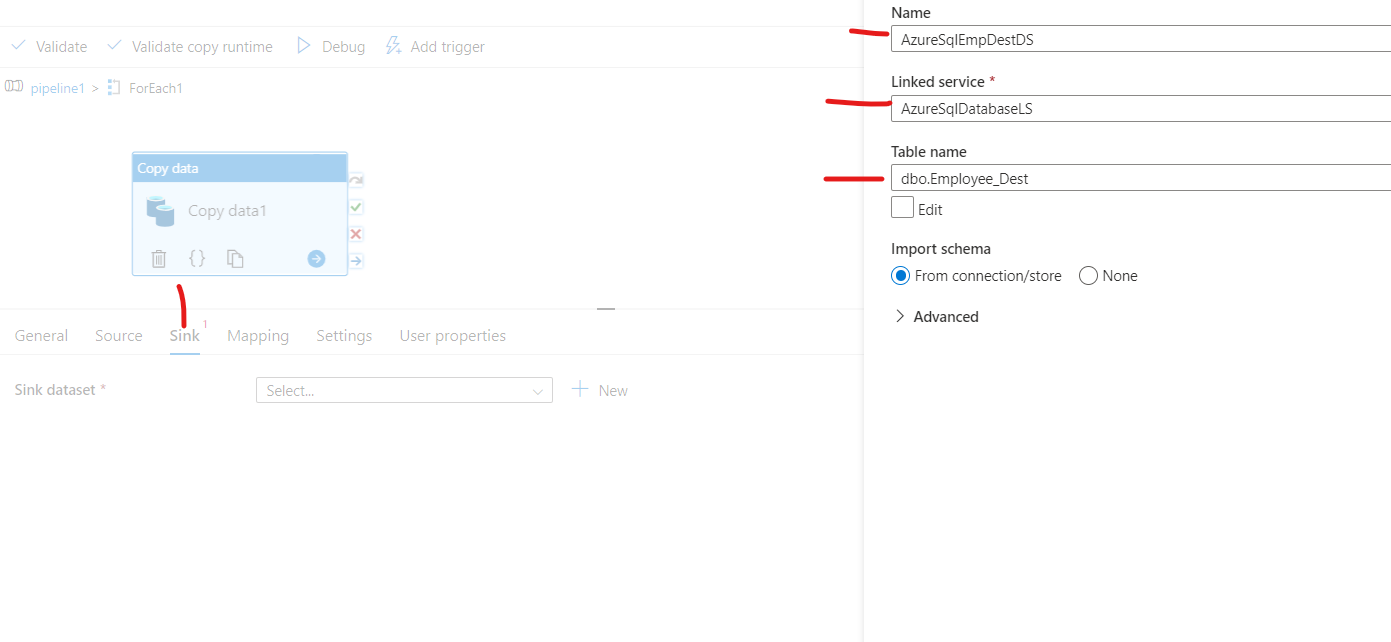 Validate Validate copy runtime Debug Add trigger
pipeline1 > ForEach1
Copy data
Copy data1
{}
General Source Sink 1 Mapping Settings User properties
Sink dataset * Select... New
Name
AzureSqlEmpDestDS
Linked service *
AzureSqlDatabaseLS
Table name
dbo.Employee_Dest
Edit
Import schema
From connection/store None
Advanced